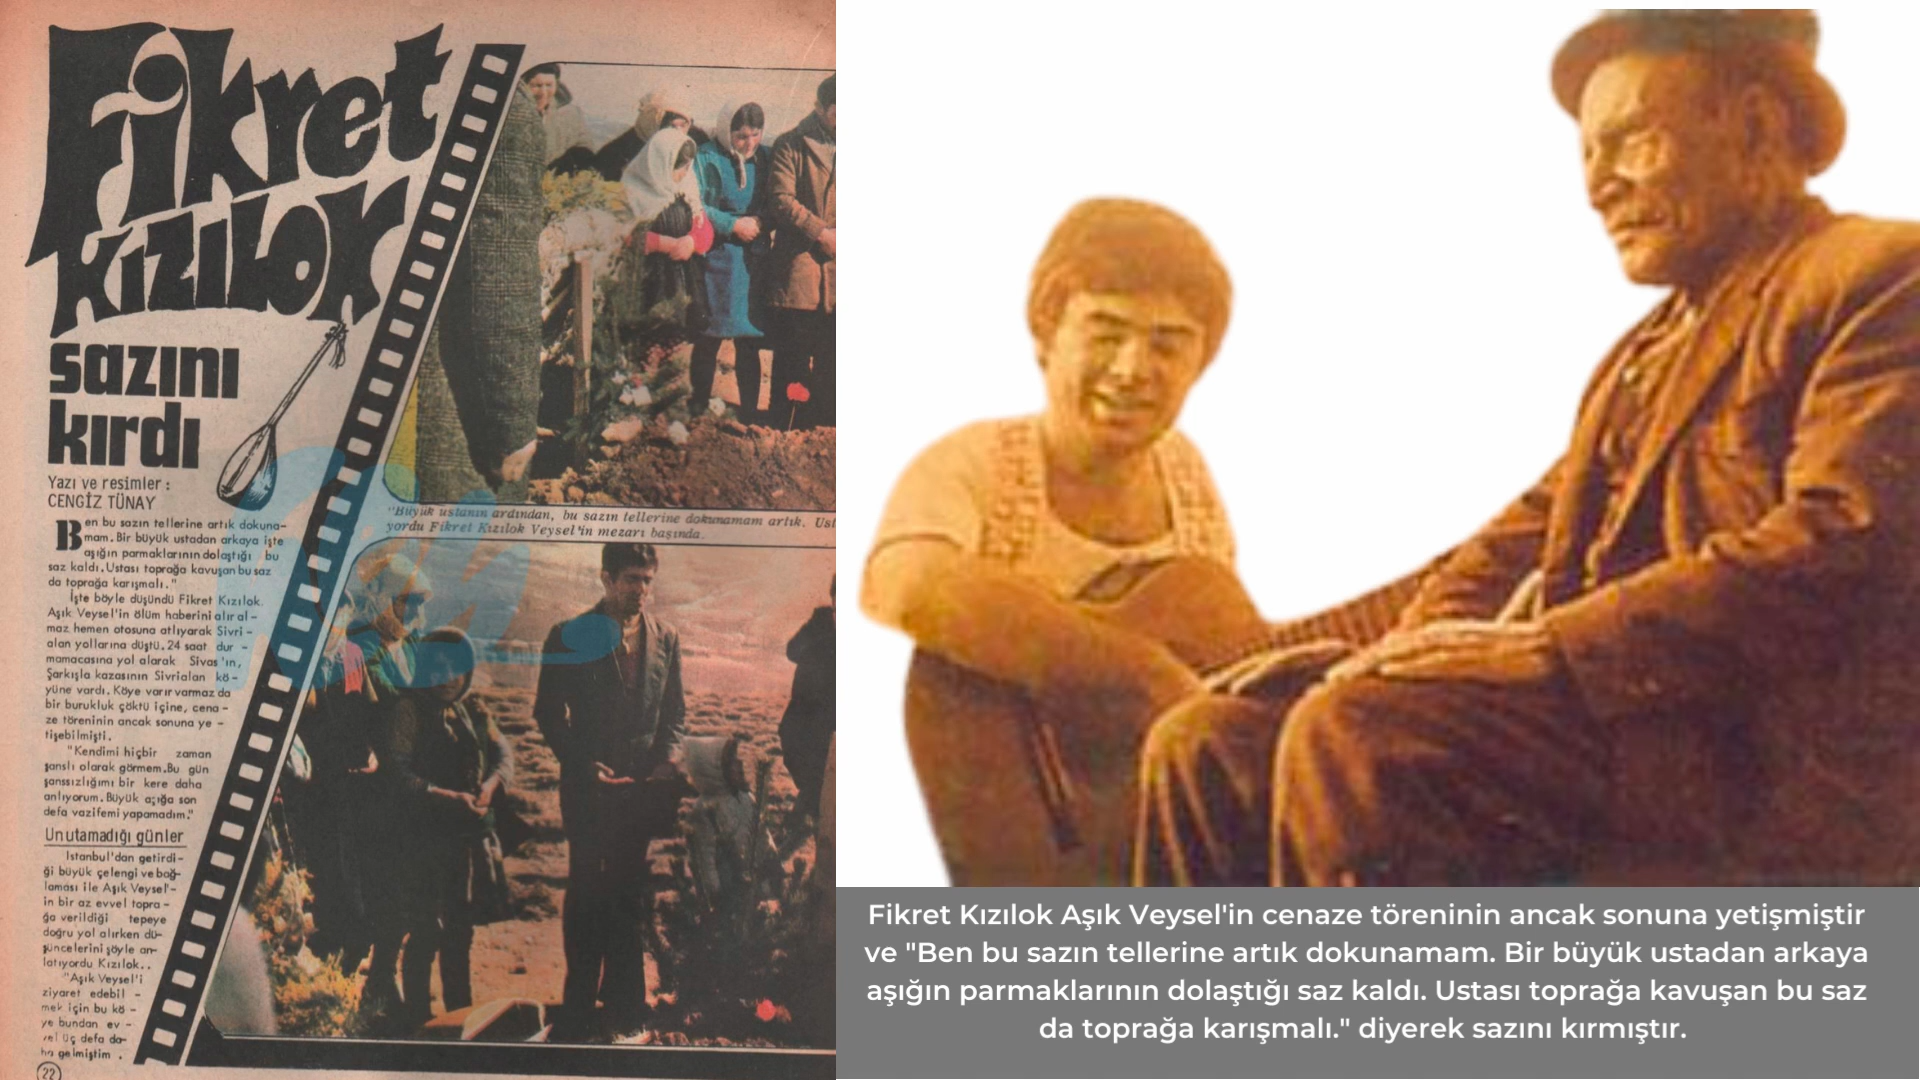 Fikret
KIZILOK
sazını
kırdı
Yazı ve resimler :
CENGİZ TÜNAY
Ben bu sazın tellerine artık dokuna-
mam. Bir büyük ustadan arkaya işte
aşığın parmaklarının dolaştığı bu
saz kaldı. Ustası toprağa kavuşan bu saz
da toprağa karışmalı."
İşte böyle düşündü Fikret Kızılok.
Aşık Veysel'in ölüm haberini alır al-
maz hemen otosuna atlıyarak Sivri-
alan yollarına düştü. 24 saat dur-
mamacasına yol alarak Sivas'ın,
Şarkışla kazasının Sivrialan kö-
yüne vardı. Köye varır varmaz da
bir burukluk çöktü içine, cena-
ze töreninin ancak sonuna ye-
tişebilmişti.
"Kendimi hiçbir zaman
şanslı olarak görmem. Bu gün
şanssızlığımı bir kere daha
anlıyorum. Büyük aşığa son
defa vazifemi yapamadım."
Unutamadığı günler
İstanbul'dan getirdi-
ği büyük çelengi ve bağ-
laması ile Aşık Veysel'-
in bir az evvel topra-
ğa verildiği tepeye
doğru yol alırken dü-
şüncelerini şöyle an-
latıyordu Kızılok..
"Aşık Veysel'i
ziyaret edebil-
mek için bu kö-
ye bundan ev-
vel üç defa da-
ha gelmiştim.
22
"Büyük ustanın ardından, bu sazın tellerine dokunamam artık. Ust
yordu Fikret Kızılok Veysel'in mezarı başında.
Fikret Kızılok Aşık Veysel'in cenaze töreninin ancak sonuna yetişmiştir
ve "Ben bu sazın tellerine artık dokunamam. Bir büyük ustadan arkaya
aşığın parmaklarının dolaştığı saz kaldı. Ustası toprağa kavuşan bu saz
da toprağa karışmalı." diyerek sazını kırmıştır.